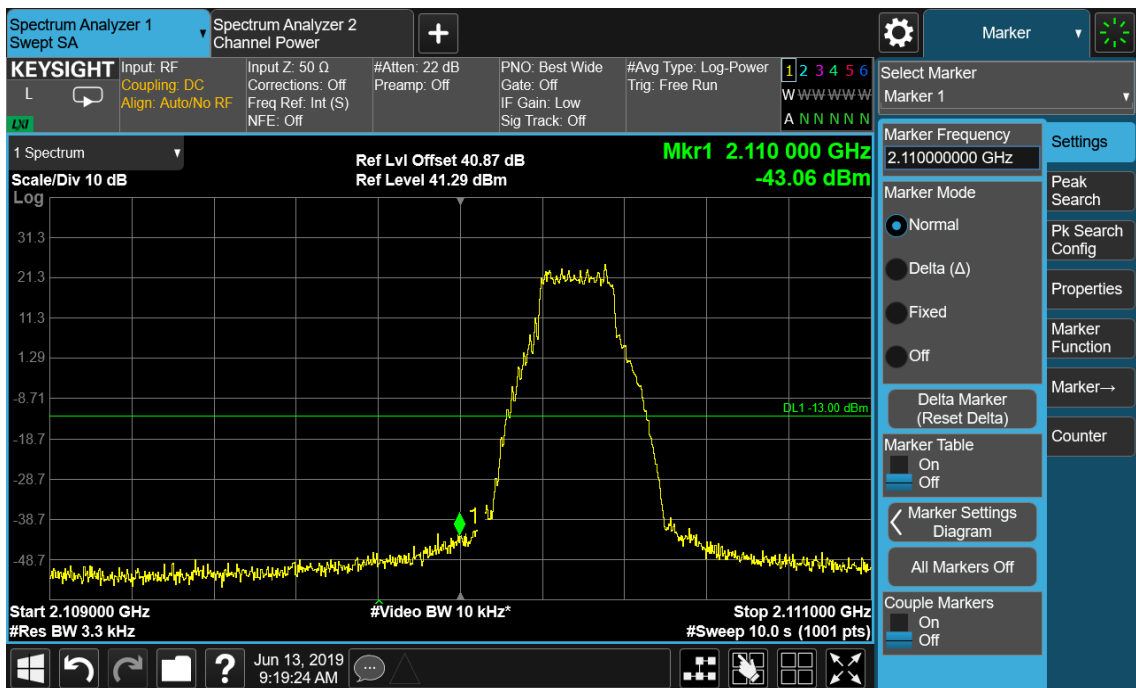 Spectrum Analyzer 1
Swept SA
Spectrum Analyzer 2
Channel Power
+
Marker
KEYSIGHT
L
LXI
Input: RF
Coupling: DC
Align: Auto/No RF
Input Z: 50 Ω
Corrections: Off
Freq Ref: Int (S)
NFE: Off
#Atten: 22 dB
Preamp: Off
PNO: Best Wide
Gate: Off
IF Gain: Low
Sig Track: Off
#Avg Type: Log-Power
Trig: Free Run
1 2 3 4 5 6
W W W W W W
A N N N N N
Select Marker
Marker 1
1 Spectrum
Scale/Div 10 dB
Log
Ref Lvl Offset 40.87 dB
Ref Level 41.29 dBm
Mkr1 2.110 000 GHz
-43.06 dBm
31.3
21.3
11.3
1.29
-8.71
-18.7
-28.7
-38.7
-48.7
DL1 -13.00 dBm
1
Start 2.109000 GHz
#Res BW 3.3 kHz
#Video BW 10 kHz*
Stop 2.111000 GHz
#Sweep 10.0 s (1001 pts)
Marker Frequency
2.110000000 GHz
Marker Mode
Normal
Delta (Δ)
Fixed
Off
Delta Marker
(Reset Delta)
Marker Table
On
Off
Marker Settings
Diagram
All Markers Off
Couple Markers
On
Off
Settings
Peak
Search
Pk Search
Config
Properties
Marker
Function
Marker→
Counter
?
Jun 13, 2019
9:19:24 AM